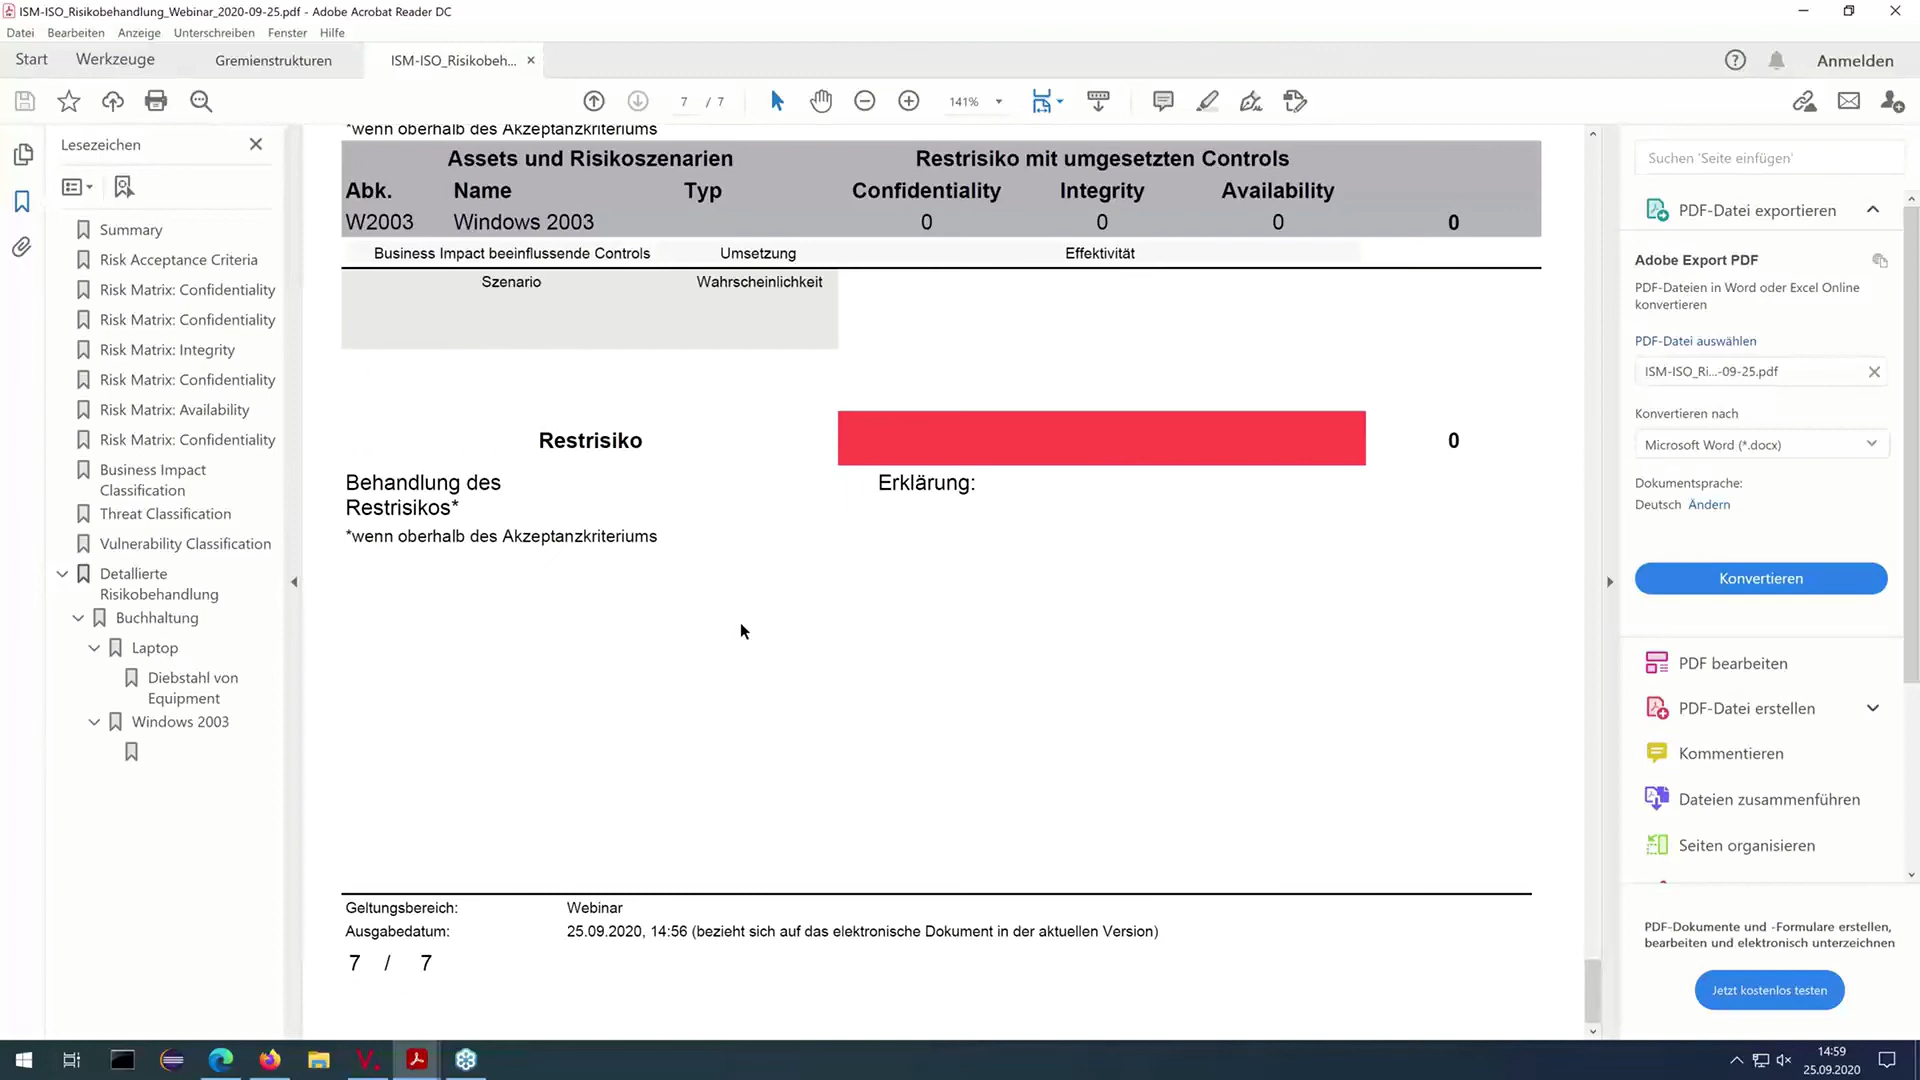 ISM-ISO_Risikobehandlung_Webinar_2020-09-25.pdf - Adobe Acrobat Reader DC
Datei Bearbeiten Anzeige Unterschreiben Fenster Hilfe
Start Werkzeuge Gremienstrukturen ISM-ISO_Risikobeh... × Anmelden
7 / 7 141%
Lesezeichen
Summary
Risk Acceptance Criteria
Risk Matrix: Confidentiality
Risk Matrix: Confidentiality
Risk Matrix: Integrity
Risk Matrix: Confidentiality
Risk Matrix: Availability
Risk Matrix: Confidentiality
Business Impact
Classification
Threat Classification
Vulnerability Classification
Detallierte
Risikobehandlung
Buchhaltung
Laptop
Diebstahl von
Equipment
Windows 2003
*wenn oberhalb des Akzeptanzkriteriums
Assets und Risikoszenarien Restrisiko mit umgesetzten Controls
Abk. Name Typ Confidentiality Integrity Availability
W2003 Windows 2003 0 0 0 0
Business Impact beeinflussende Controls Umsetzung Effektivität
Szenario Wahrscheinlichkeit
Restrisiko 0
Behandlung des Erklärung:
Restrisikos*
*wenn oberhalb des Akzeptanzkriteriums
Geltungsbereich: Webinar
Ausgabedatum: 25.09.2020, 14:56 (bezieht sich auf das elektronische Dokument in der aktuellen Version)
7 / 7
Suchen 'Seite einfügen'
PDF-Datei exportieren
Adobe Export PDF
PDF-Dateien in Word oder Excel Online
konvertieren
PDF-Datei auswählen
ISM-ISO_Ri...-09-25.pdf
Konvertieren nach
Microsoft Word (*.docx)
Dokumentsprache:
Deutsch Ändern
Konvertieren
PDF bearbeiten
PDF-Datei erstellen
Kommentieren
Dateien zusammenführen
Seiten organisieren
PDF-Dokumente und -Formulare erstellen,
bearbeiten und elektronisch unterzeichnen
Jetzt kostenlos testen
14:59
25.09.2020